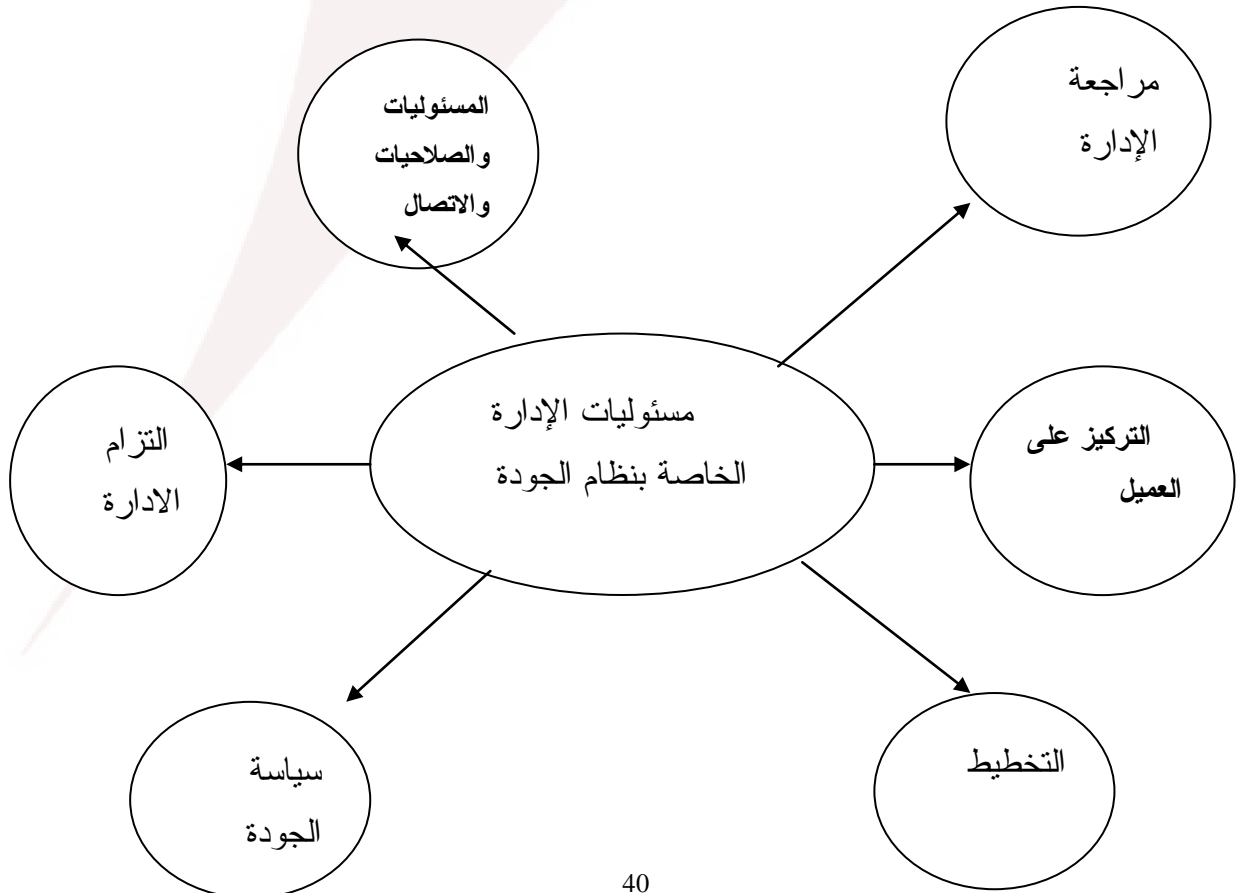 مراجعة
الإدارة
المسئوليات
والصلاحيات
والاتصال
مسئوليات الإدارة
الخاصة بنظام الجودة
التركيز على
العميل
التزام
الادارة
التخطيط
سياسة
الجودة
40